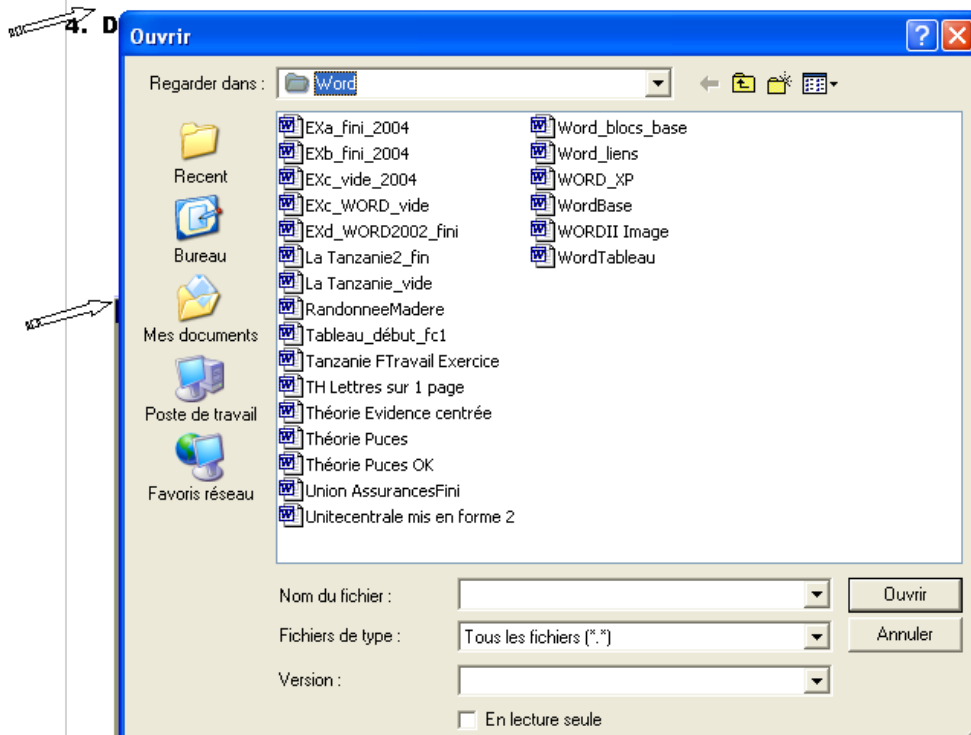 4. D
Ouvrir
Regarder dans :
Word
Recent
Bureau
Mes documents
Poste de travail
Favoris réseau
EXa_fini_2004
EXb_fini_2004
EXc_vide_2004
EXc_WORD_vide
EXd_WORD2002_fini
La Tanzanie2_fin
La Tanzanie_vide
RandonneeMadere
Tableau_début_fc1
Tanzanie FTravail Exercice
TH Lettres sur 1 page
Théorie Evidence centrée
Théorie Puces
Théorie Puces OK
Union AssurancesFini
Unitecentrale mis en forme 2
Word_blocs_base
Word_liens
WORD_XP
WordBase
WORDII Image
WordTableau
Nom du fichier :
Ouvrir
Fichiers de type :
Tous les fichiers (*.*)
Annuler
Version :
En lecture seule